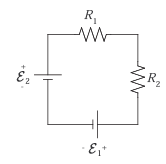 R₁
+
ℰ₂
-
R₂
- ℰ₁ +